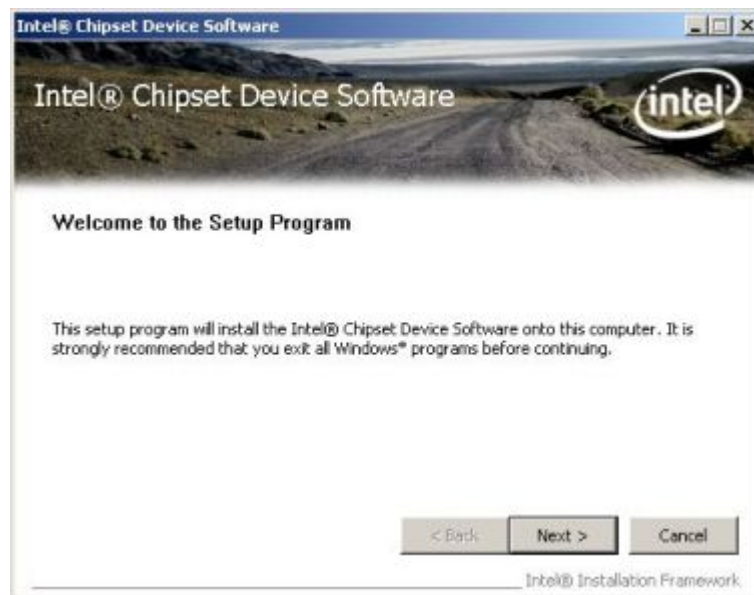 Intel® Chipset Device Software
Intel® Chipset Device Software
intel
Welcome to the Setup Program
This setup program will install the Intel® Chipset Device Software onto this computer. It is
strongly recommended that you exit all Windows* programs before continuing.
< Back
Next >
Cancel
Intel® Installation Framework